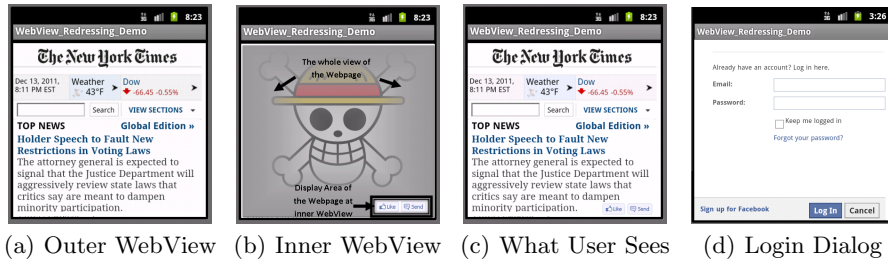 8:23
WebView_Redressing_Demo
The New York Times
Dec 13, 2011,
8:11 PM EST
Weather
43°F
Dow
-66.45 -0.55%
Search
VIEW SECTIONS
TOP NEWS
Global Edition »
Holder Speech to Fault New
Restrictions in Voting Laws
The attorney general is expected to
signal that the Justice Department will
aggressively review state laws that
critics say are meant to dampen
minority participation.
(a) Outer WebView
3G
8:23
WebView_Redressing_Demo
The whole view of
the Webpage
Display Area of
the Webpage at
inner WebView
Like
Send
(b) Inner WebView
3G
8:23
WebView_Redressing_Demo
The New York Times
Dec 13, 2011,
8:11 PM EST
Weather
43°F
Dow
-66.45 -0.55%
Search
VIEW SECTIONS
TOP NEWS
Global Edition »
Holder Speech to Fault New
Restrictions in Voting Laws
The attorney general is expected to
signal that the Justice Department will
aggressively review state laws that
critics say are meant to dampen
minority participation.
Like
Send
(c) What User Sees
3G
3:26
WebView_Redressing_Demo
Already have an account? Log in here.
Email:
Password:
Keep me logged in
Forgot your password?
Sign up for Facebook
Log In
Cancel
(d) Login Dialog